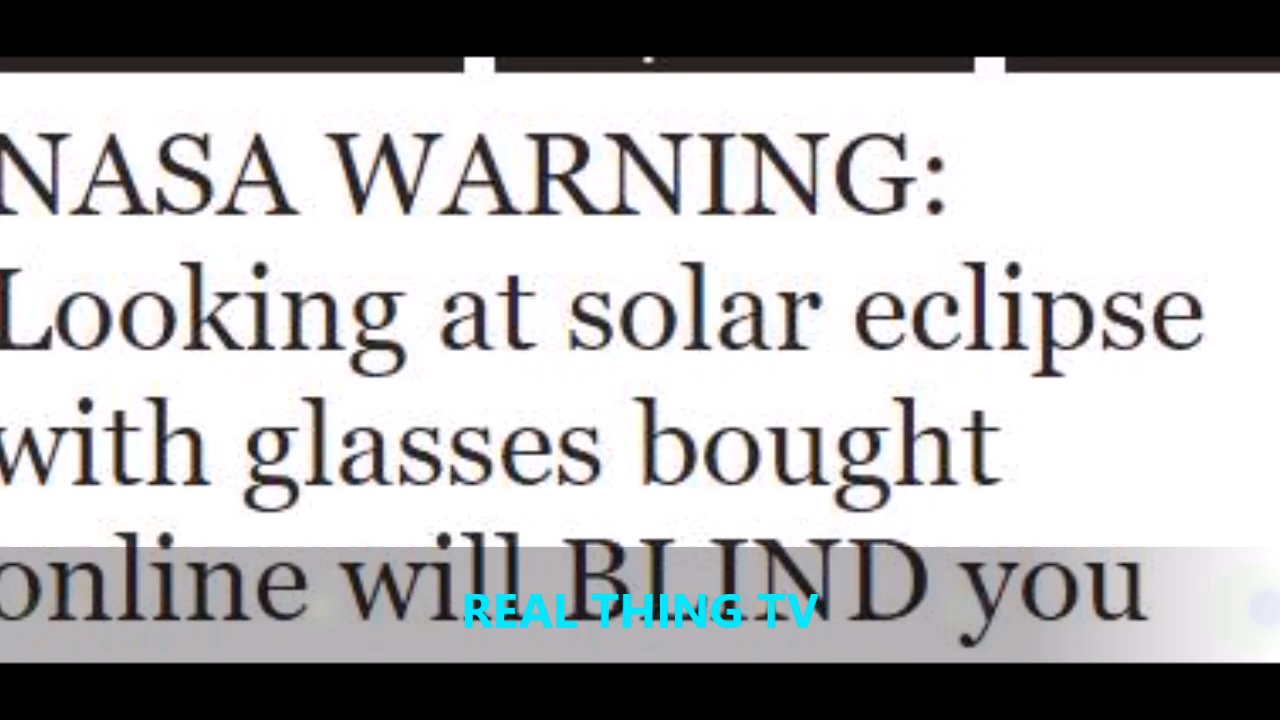 NASA WARNING:
Looking at solar eclipse
with glasses bought
online will BLIND you
REAL THING TV